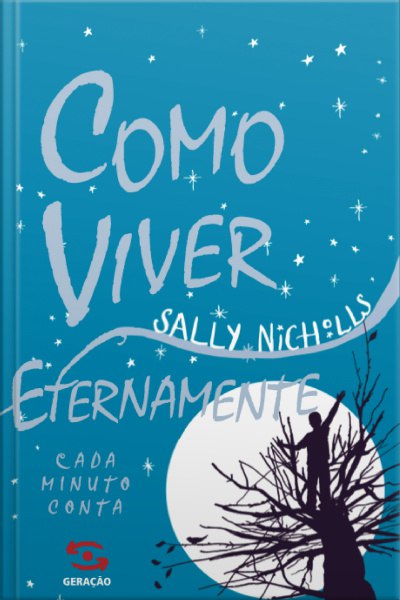 COMO
VIVER
SALLY NICHOLLS
ETERNAMENTE
CADA
MINUTO
CONTA
GERAÇÃO